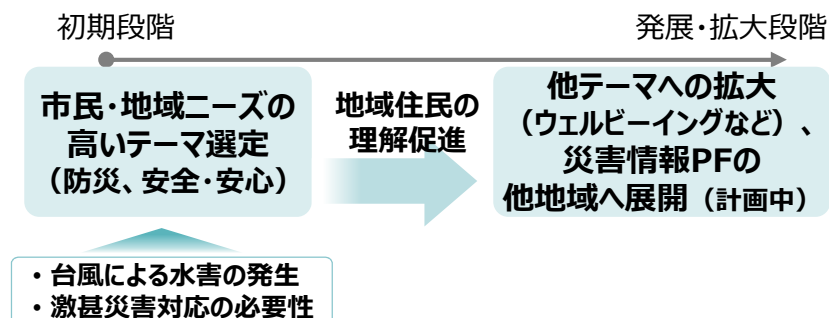 初期段階
発展・拡大段階
市民・地域ニーズの
高いテーマ選定
（防災、安全・安心）
地域住民の
理解促進
他テーマへの拡大
（ウェルビーイングなど）、
災害情報PFの
他地域へ展開（計画中）
・台風による水害の発生
・激甚災害対応の必要性